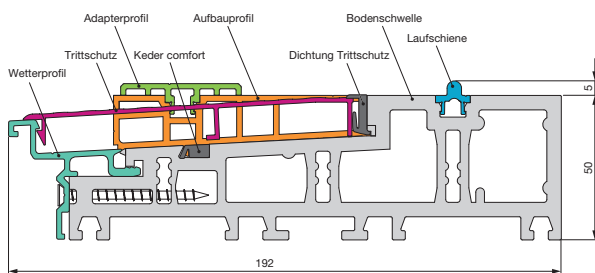 Adapterprofil
Aufbauprofil
Bodenschwelle
Laufschiene
Trittschutz
Keder comfort
Dichtung Trittschutz
Wetterprofil
5
50
192